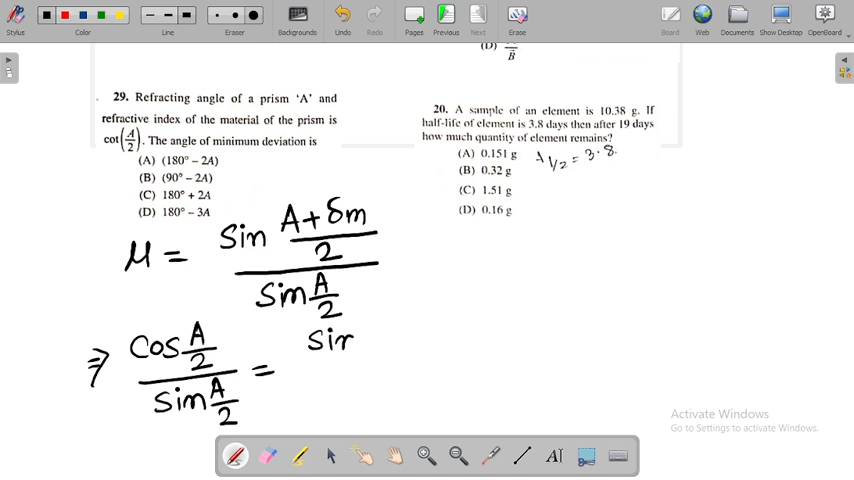 Stylus
Color
Line
Eraser
Backgrounds
Undo
Redo
Pages
Previous
Next
Erase
Board
Web
Documents
Show Desktop
OpenBoard
29. Refracting angle of a prism 'A' and
refractive index of the material of the prism is
cot(A/2). The angle of minimum deviation is
(A) (180° – 2A)
(B) (90° – 2A)
(C) 180° + 2A
(D) 180° – 3A
μ = sin (A + δm)/2 / sin A/2
⇒ cos A/2 / sin A/2 = sin
(D)
B
20. A sample of an element is 10.38 g. If
half-life of element is 3.8 days then after 19 days
how much quantity of element remains?
(A) 0.151 g
1/2 = 3.8
(B) 0.32 g
(C) 1.51 g
(D) 0.16 g
Activate Windows
Go to Settings to activate Windows.